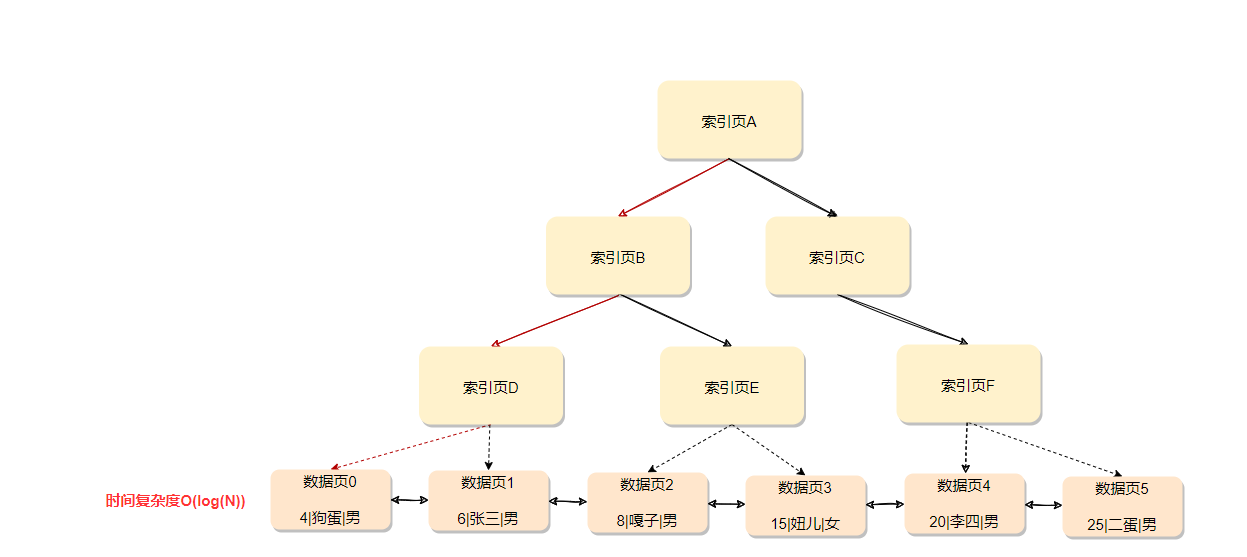 索引页A
索引页B
索引页C
索引页D
索引页E
索引页F
时间复杂度O(log(N))
数据页0
4|狗蛋|男
数据页1
6|张三|男
数据页2
8|嘎子|男
数据页3
15|妞儿|女
数据页4
20|李四|男
数据页5
25|二蛋|男